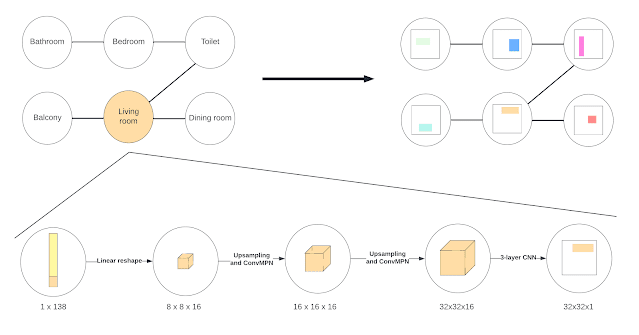 Bathroom
Bedroom
Toilet
Balcony
Living
room
Dining room
Linear reshape
Upsampling
and ConvMPN
Upsampling
and ConvMPN
3-layer CNN
1 x 138
8 x 8 x 16
16 x 16 x 16
32x32x16
32x32x1